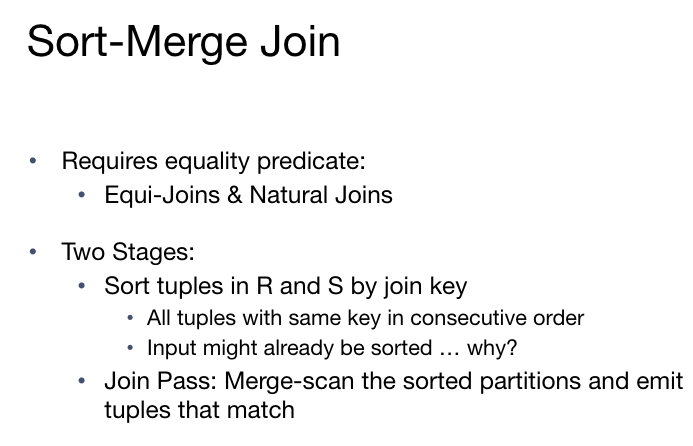 Sort-Merge Join
• Requires equality predicate:
• Equi-Joins & Natural Joins
• Two Stages:
• Sort tuples in R and S by join key
• All tuples with same key in consecutive order
• Input might already be sorted … why?
• Join Pass: Merge-scan the sorted partitions and emit
tuples that match